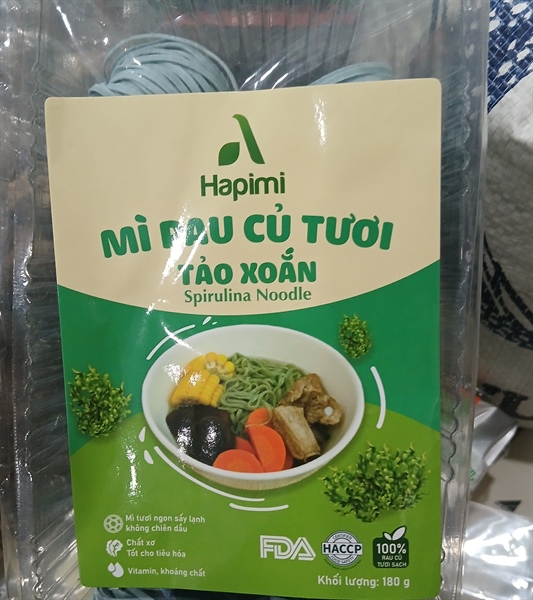 Hapimi
MÌ RAU CỦ TƯƠI
TẢO XOẮN
Spirulina Noodle
Mì tươi ngon sấy lạnh
không chiên dầu
Chất xơ
Tốt cho tiêu hóa
Vitamin, khoáng chất
FDA
HACCP
100%
RAU CỦ
TƯƠI SẠCH
Khối lượng: 180 g